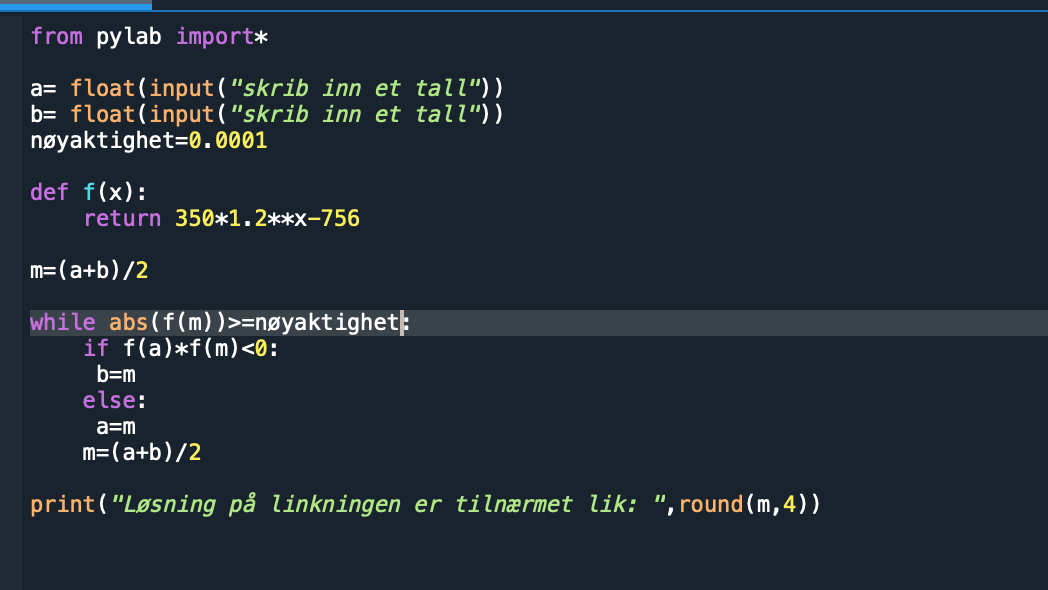 from pylab import*
a= float(input("skrib inn et tall"))
b= float(input("skrib inn et tall"))
nøyaktighet=0.0001
def f(x):
    return 350*1.2**x-756
m=(a+b)/2
while abs(f(m))>=nøyaktighet:
    if f(a)*f(m)<0:
     b=m
    else:
     a=m
    m=(a+b)/2
print("Løsning på linkningen er tilnærmet lik: ",round(m,4))